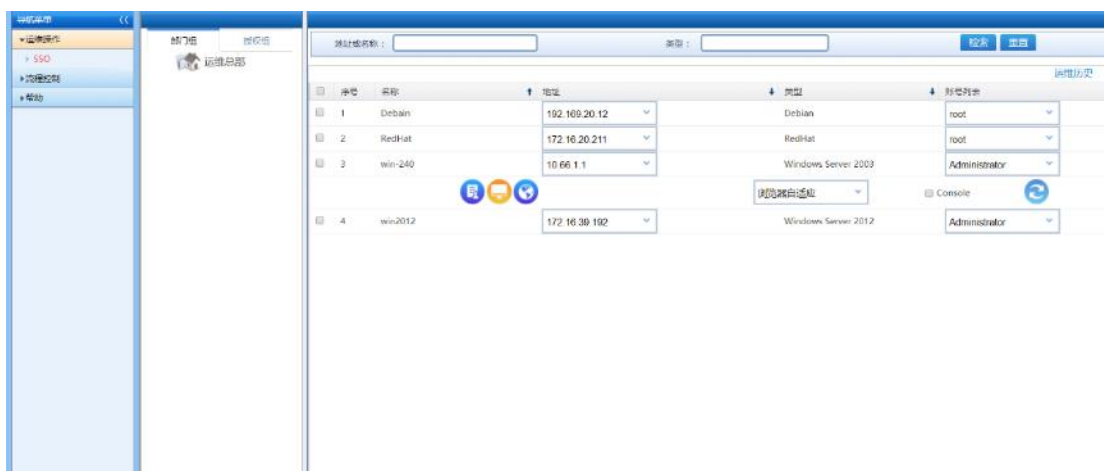 导航菜单
运维操作
SSO
流程控制
帮助
部门组
授权组
运维总部
地址或名称：
类型：
检索
重置
运维历史
序号 名称 地址 类型 账号列表
1 Debain 192.169.20.12 Debian root
2 RedHat 172.16.20.211 RedHat root
3 win-240 10.66.1.1 Windows Server 2003 Administrator
浏览器自适应 Console
4 win2012 172.16.39.192 Windows Server 2012 Administrator